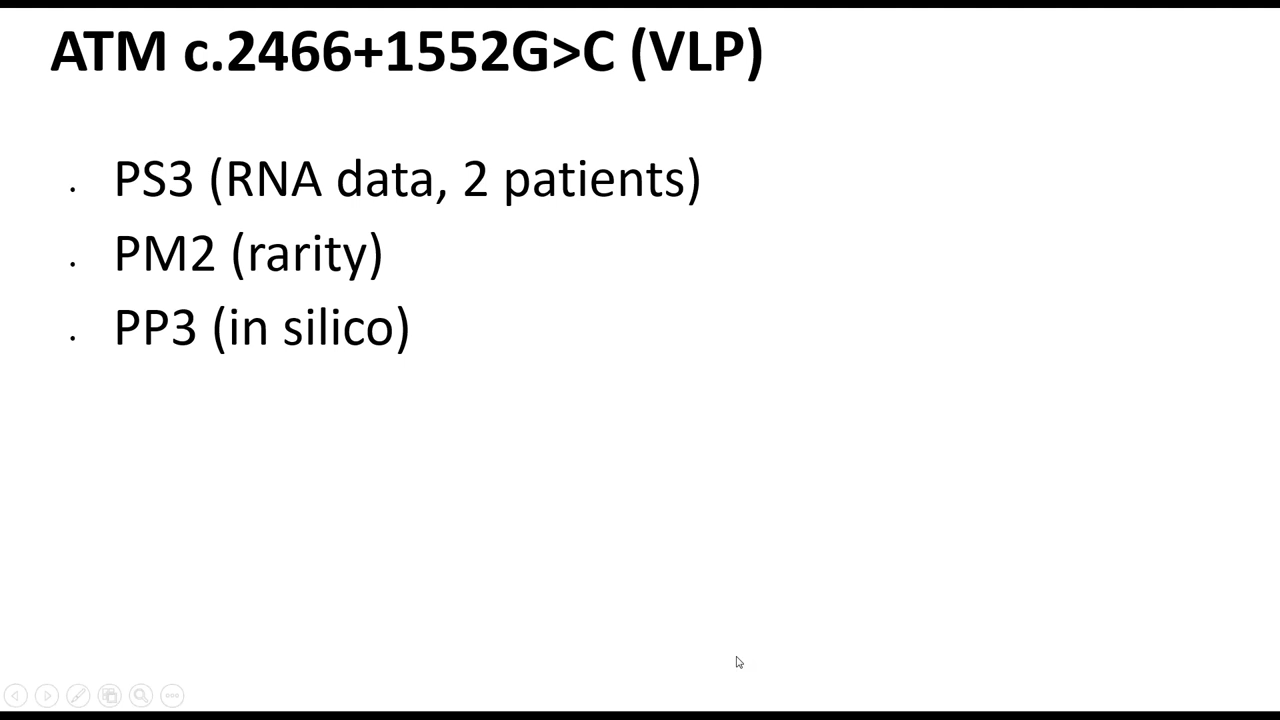 ATM c.2466+1552G>C (VLP)
PS3 (RNA data, 2 patients)
PM2 (rarity)
PP3 (in silico)